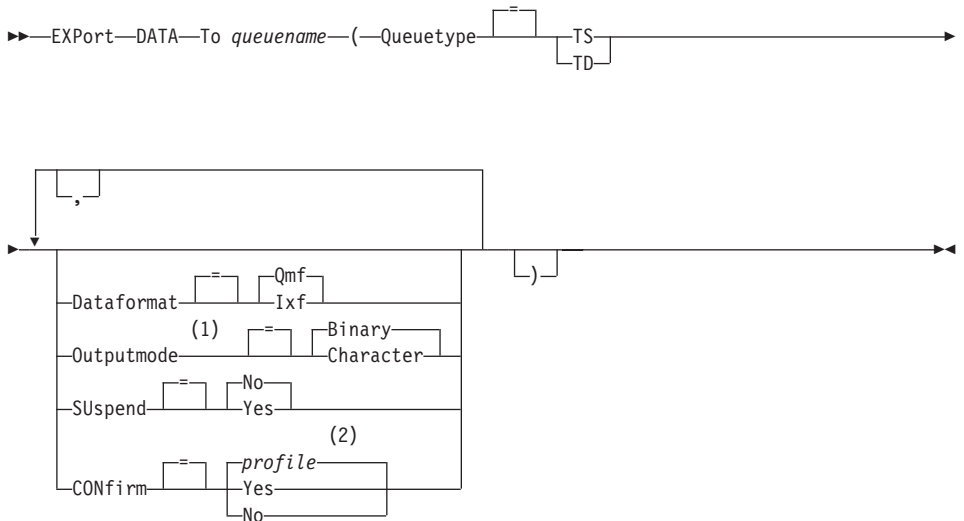 =
EXPort DATA To queuename ( Queuetype TS
TD
,
)
= Qmf
Dataformat Ixf
(1) = Binary
Outputmode Character
= No
SUspend Yes
(2)
= profile
CONfirm Yes
No